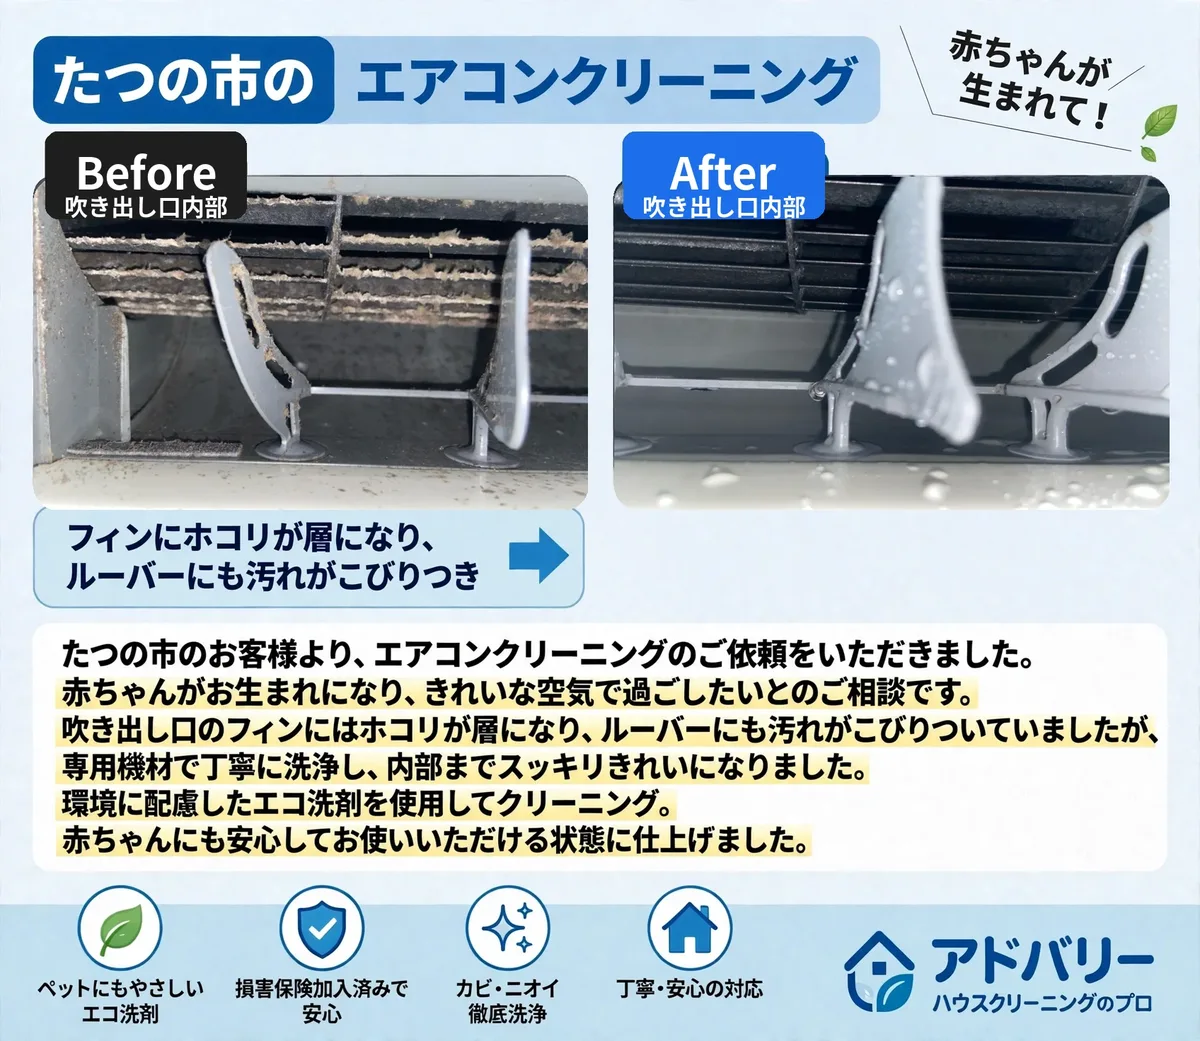 たつの市の エアコンクリーニング
赤ちゃんが
生まれて！
Before
吹き出し口内部
After
吹き出し口内部
フィンにホコリが層になり、
ルーバーにも汚れがこびりつき
たつの市のお客様より、エアコンクリーニングのご依頼をいただきました。
赤ちゃんがお生まれになり、きれいな空気で過ごしたいとのご相談です。
吹き出し口のフィンにはホコリが層になり、ルーバーにも汚れがこびりついていましたが、
専用機材で丁寧に洗浄し、内部までスッキリきれいになりました。
環境に配慮したエコ洗剤を使用してクリーニング。
赤ちゃんにも安心してお使いいただける状態に仕上げました。
ペットにもやさしい
エコ洗剤
損害保険加入済みで
安心
カビ・ニオイ
徹底洗浄
丁寧・安心の対応
アドバリー
ハウスクリーニングのプロ